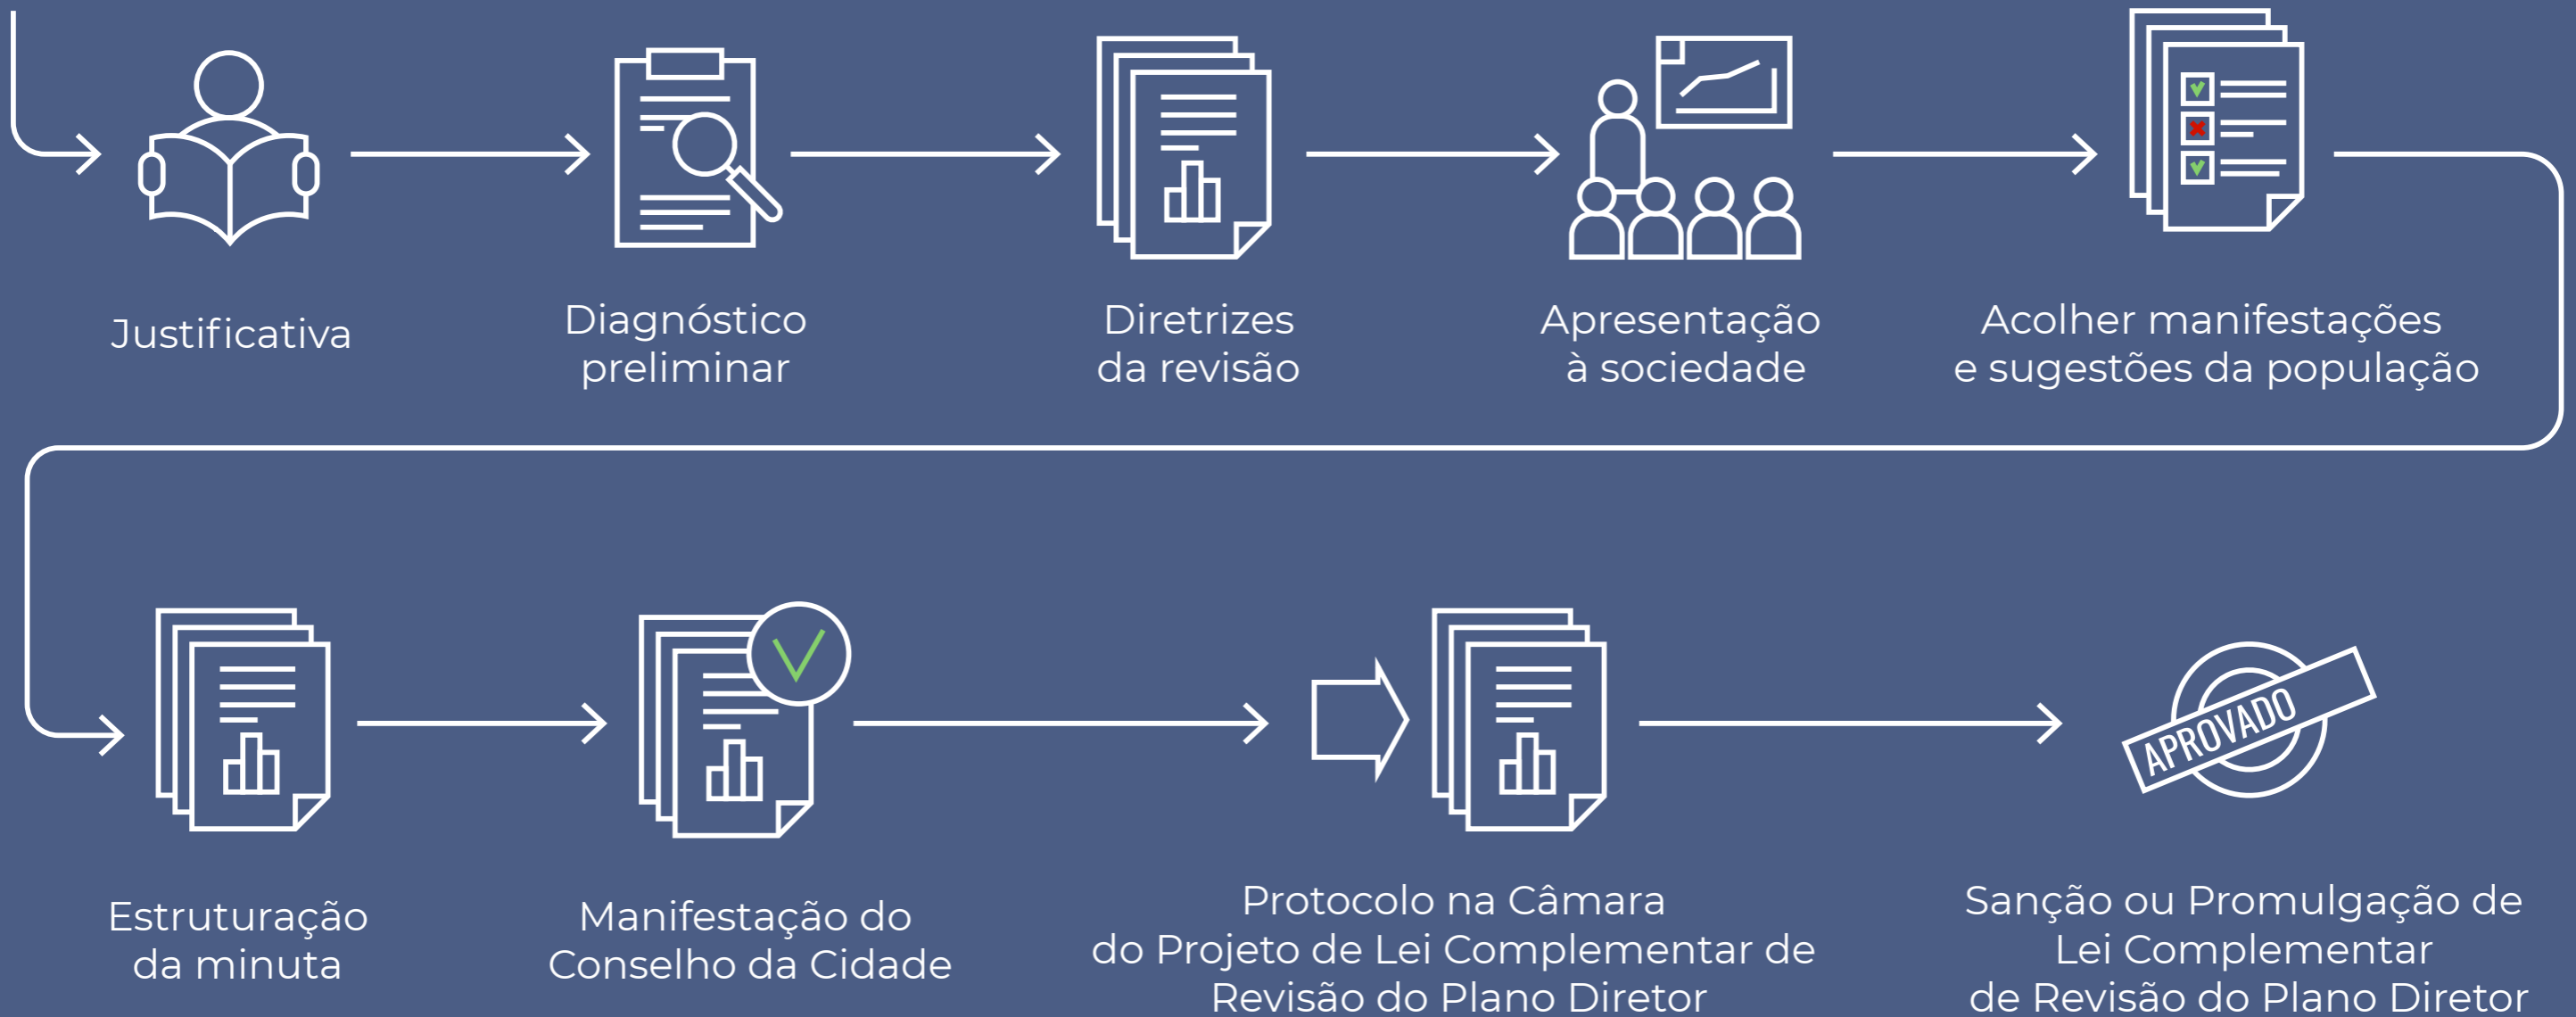 Justificativa
Diagnóstico
preliminar
Diretrizes
da revisão
Apresentação
à sociedade
Acolher manifestações
e sugestões da população
Estruturação
da minuta
Manifestação do
Conselho da Cidade
Protocolo na Câmara
do Projeto de Lei Complementar de
Revisão do Plano Diretor
APROVADO
Sanção ou Promulgação de
Lei Complementar
de Revisão do Plano Diretor